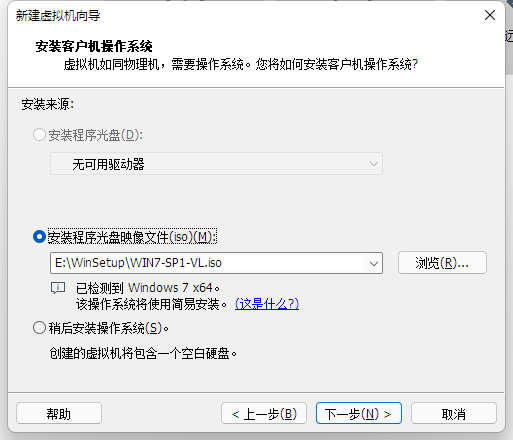 新建虚拟机向导
安装客户机操作系统
虚拟机如同物理机，需要操作系统。您将如何安装客户机操作系统?
安装来源:
安装程序光盘(D):
无可用驱动器
安装程序光盘映像文件(iso)(M):
E:\WinSetup\WIN7-SP1-VL.iso
浏览(R)...
已检测到 Windows 7 x64。
该操作系统将使用简易安装。(这是什么?)
稍后安装操作系统(S)。
创建的虚拟机将包含一个空白硬盘。
帮助
< 上一步(B)
下一步(N) >
取消